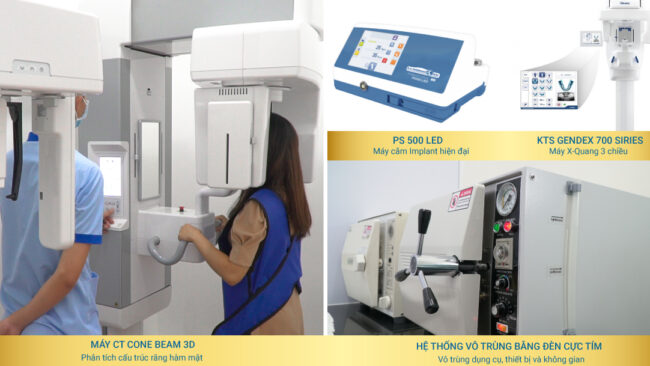 PS 500 LED
Máy cắm Implant hiện đại
KTS GENDEX 700 SIRIES
Máy X-Quang 3 chiều
MÁY CT CONE BEAM 3D
Phân tích cấu trúc răng hàm mặt
HỆ THỐNG VÔ TRÙNG BẰNG ĐÈN CỰC TÍM
Vô trùng dụng cụ, thiết bị và không gian